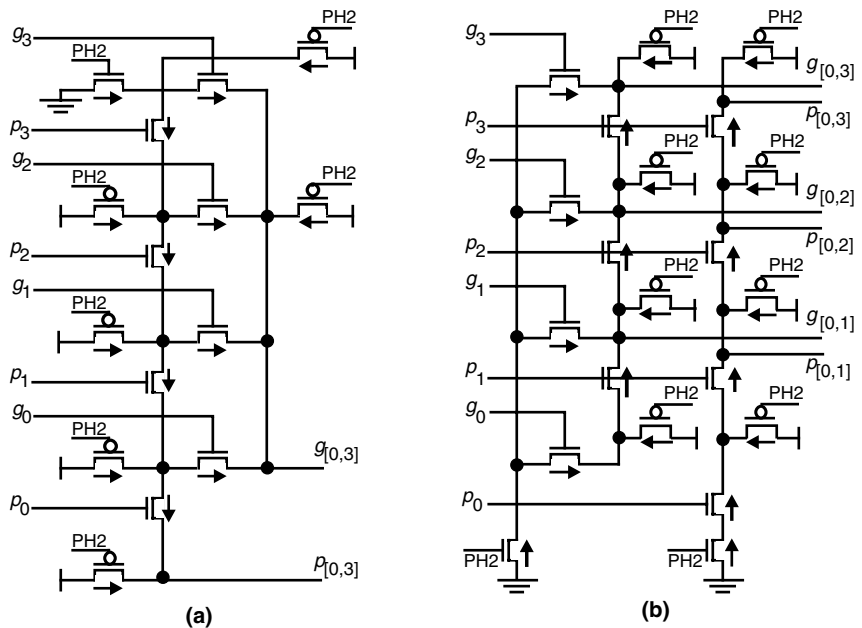 g3
PH2
PH2
p3
g2
PH2
PH2
p2
g1
PH2
p1
g0
PH2
g[0,3]
p0
PH2
p[0,3]
(a)
g3
PH2
PH2
g[0,3]
p[0,3]
p3
g2
PH2
PH2
g[0,2]
p[0,2]
p2
g1
PH2
PH2
g[0,1]
p[0,1]
p1
g0
PH2
PH2
p0
PH2
PH2
(b)